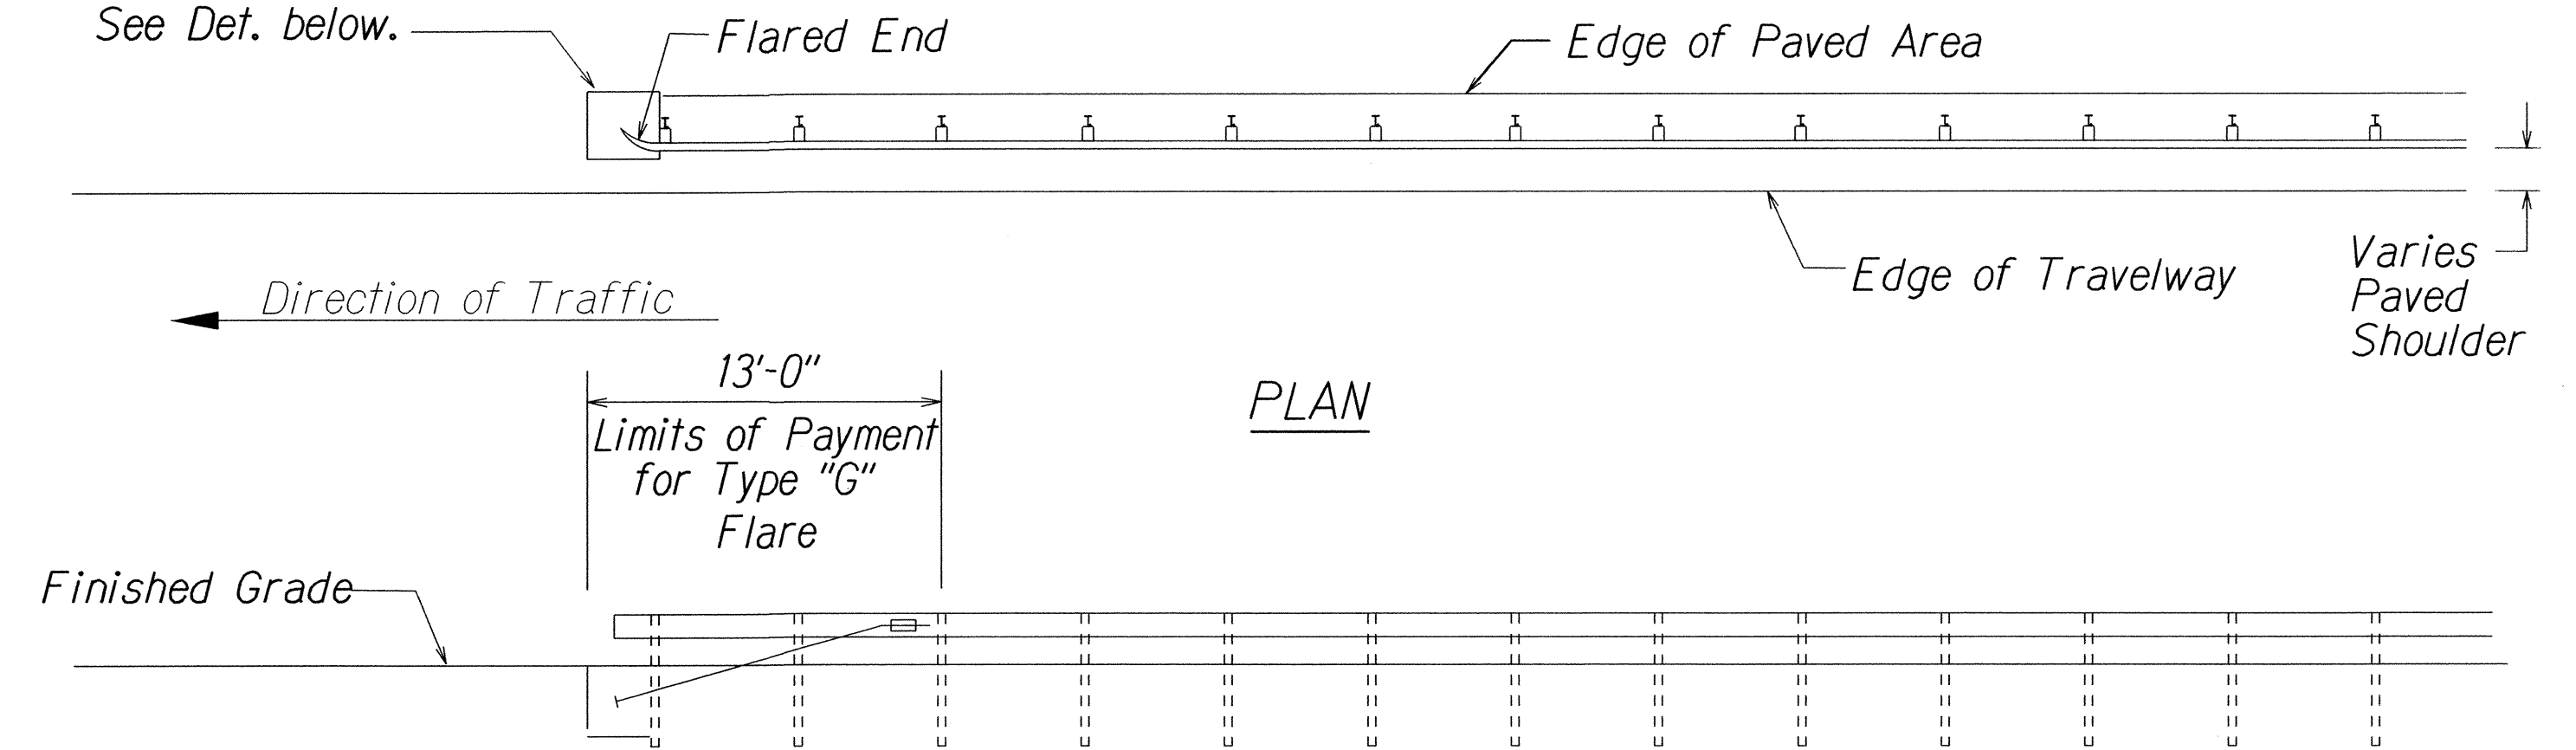 See Det. below.
Flared End
Edge of Paved Area
Edge of Travelway
Varies
Paved
Shoulder
Direction of Traffic
13'-0"
Limits of Payment
for Type "G"
Flare
PLAN
Finished Grade